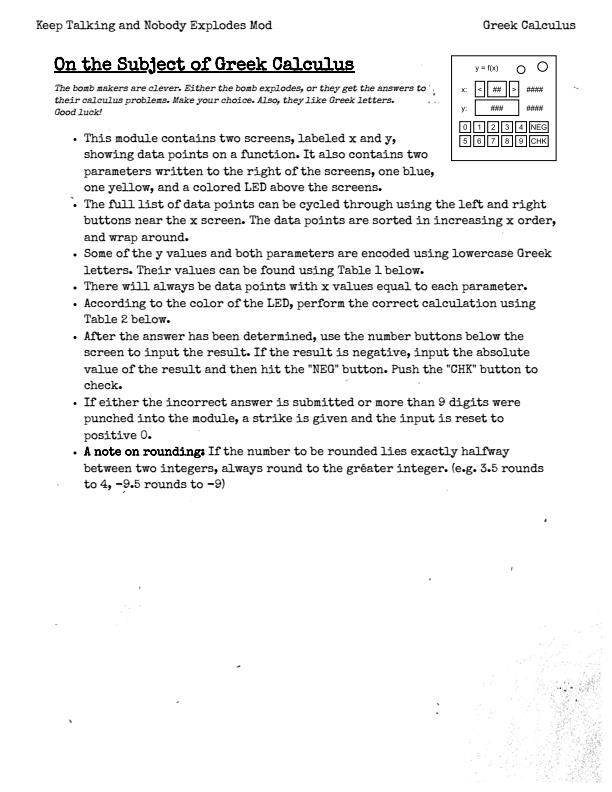 Keep Talking and Nobody Explodes Mod Greek Calculus
On the Subject of Greek Calculus
The bomb makers are clever. Either the bomb explodes, or they get the answers to
their calculus problems. Make your choice. Also, they like Greek letters.
Good luck!
y = f(x)
x: < ## > ####
y: ### ####
0 1 2 3 4 NEG
5 6 7 8 9 CHK
• This module contains two screens, labeled x and y,
showing data points on a function. It also contains two
parameters written to the right of the screens, one blue,
one yellow, and a colored LED above the screens.
• The full list of data points can be cycled through using the left and right
buttons near the x screen. The data points are sorted in increasing x order,
and wrap around.
• Some of the y values and both parameters are encoded using lowercase Greek
letters. Their values can be found using Table 1 below.
• There will always be data points with x values equal to each parameter.
• According to the color of the LED, perform the correct calculation using
Table 2 below.
• After the answer has been determined, use the number buttons below the
screen to input the result. If the result is negative, input the absolute
value of the result and then hit the "NEG" button. Push the "CHK" button to
check.
• If either the incorrect answer is submitted or more than 9 digits were
punched into the module, a strike is given and the input is reset to
positive 0.
• A note on rounding: If the number to be rounded lies exactly halfway
between two integers, always round to the greater integer. (e.g. 3.5 rounds
to 4, -9.5 rounds to -9)